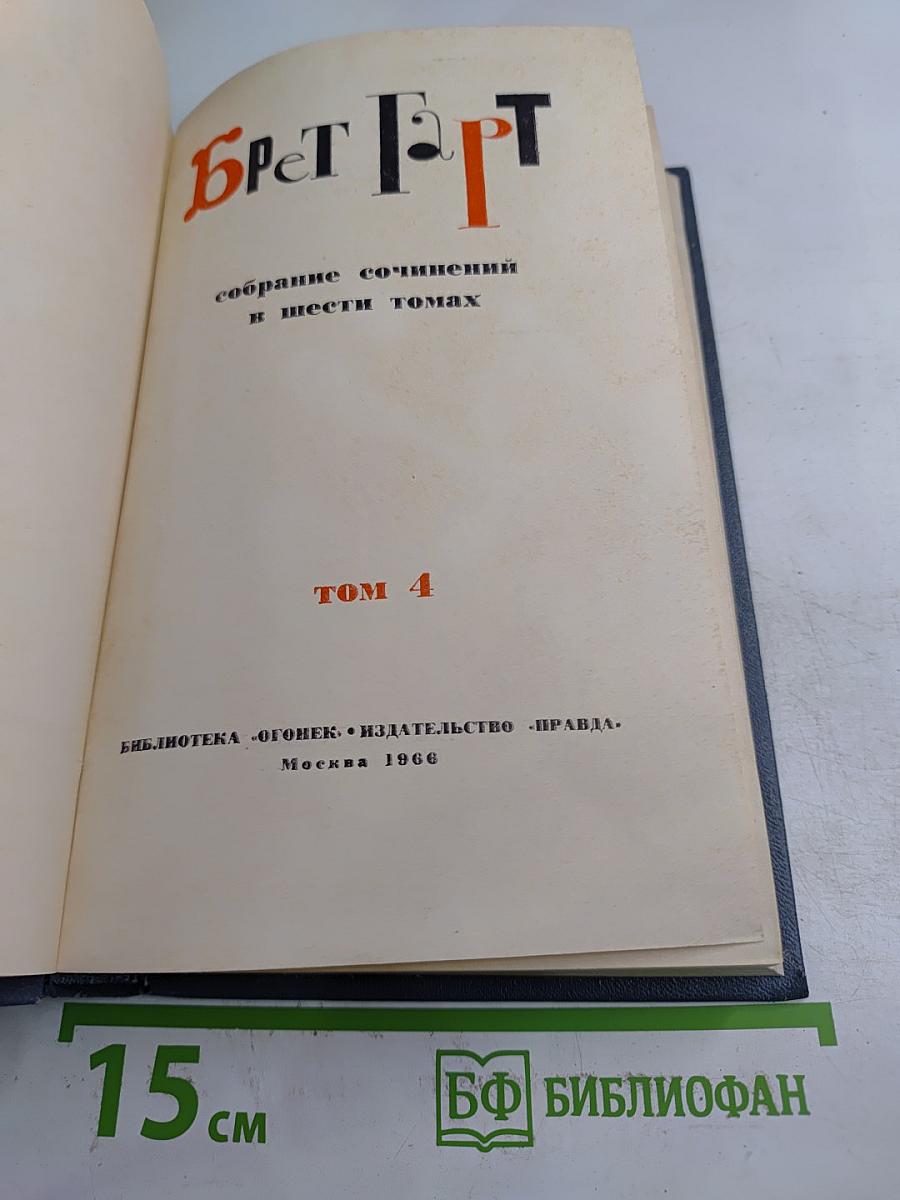 Брет Гарт
собрание сочинений
в шести томах
том 4
БИБЛИОТЕКА «ОГОНЕК» • ИЗДАТЕЛЬСТВО «ПРАВДА»
Москва 1966
15 см
БФ БИБЛИОФАН